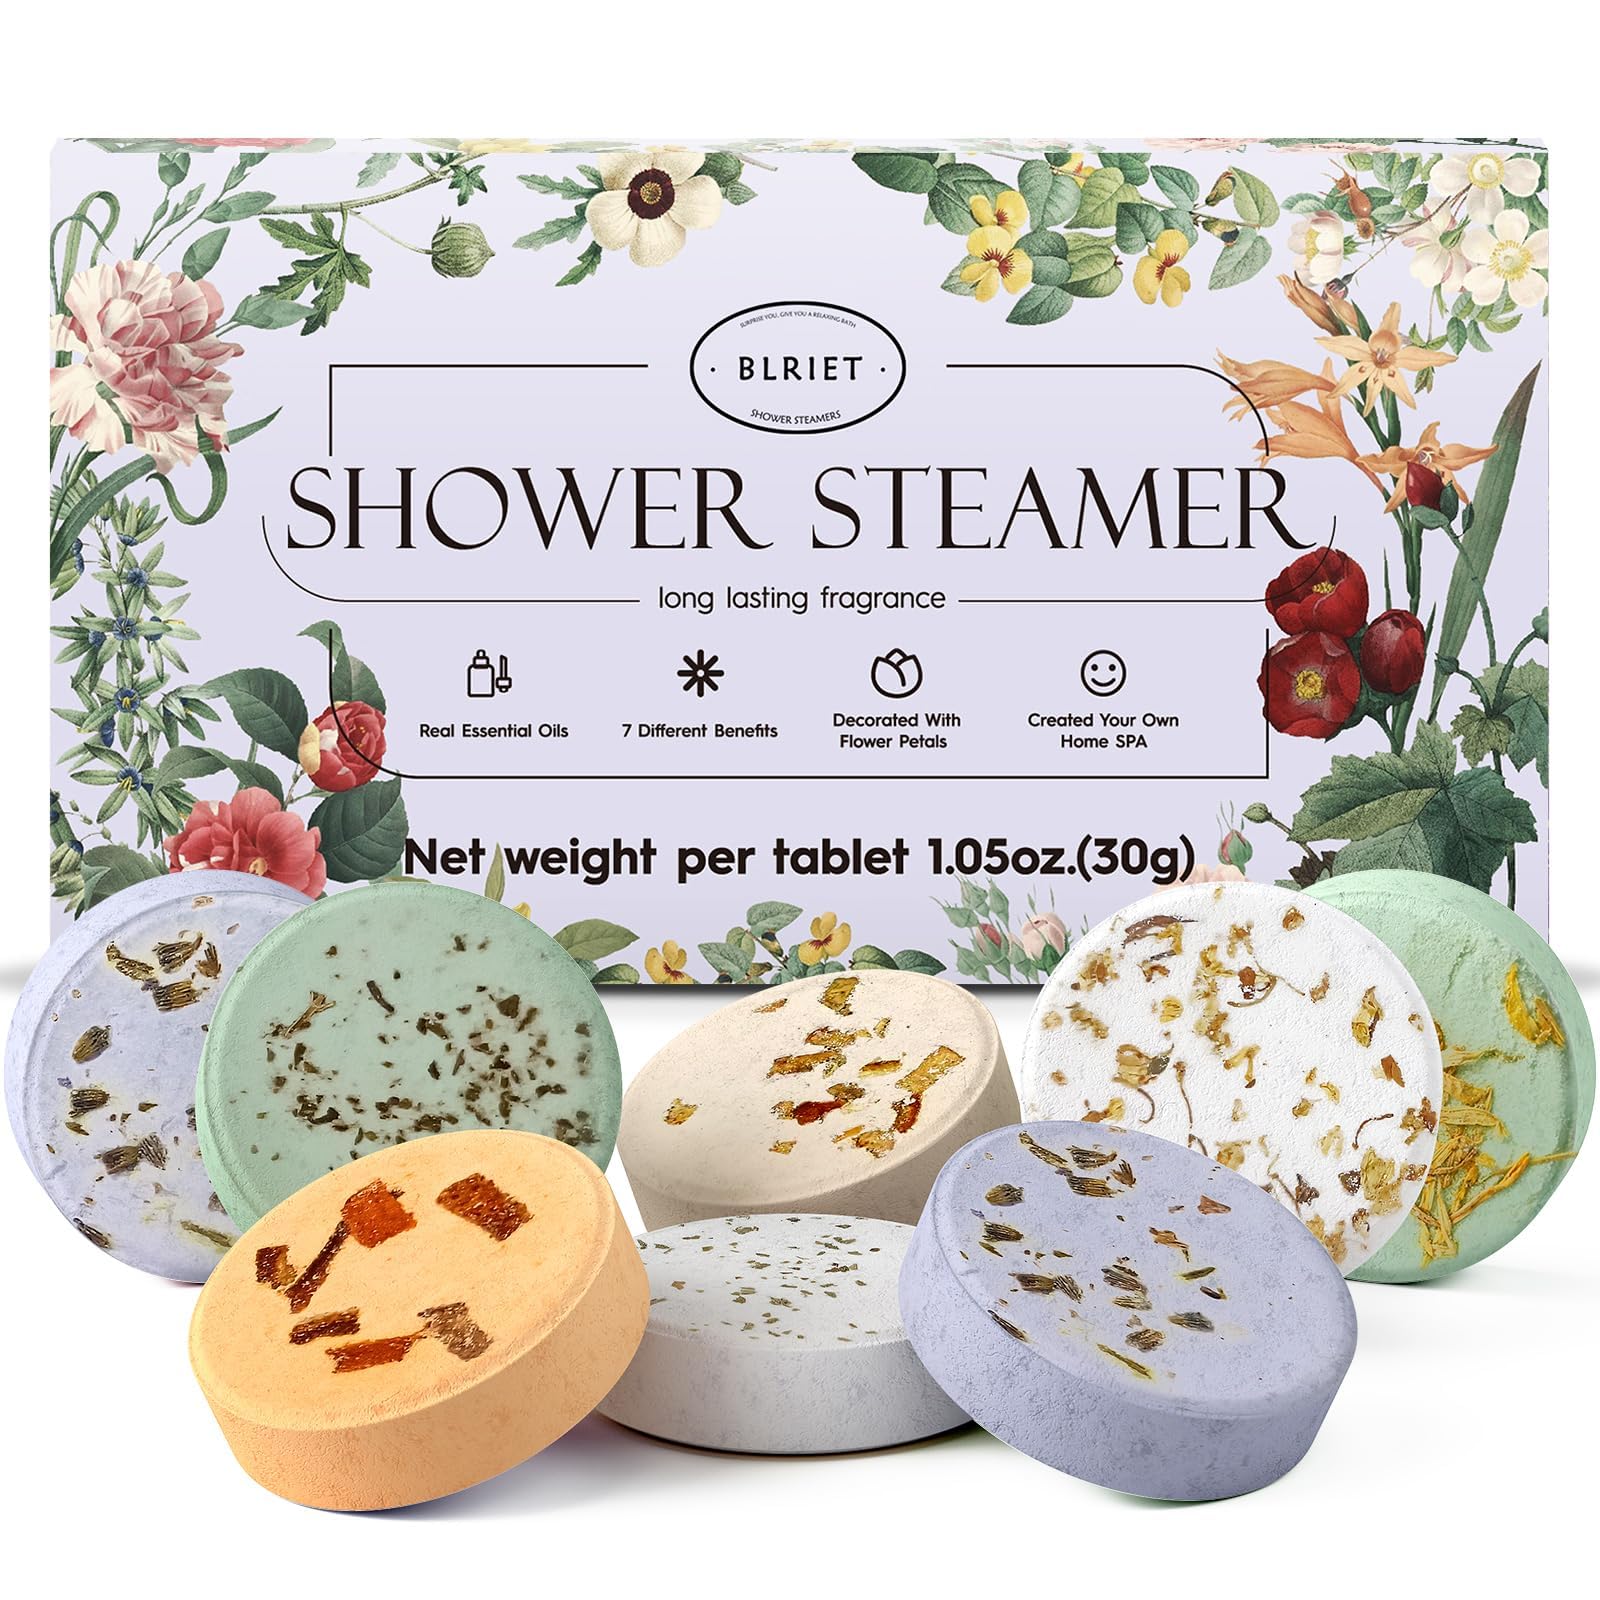 SURPRISE YOU, GIVE YOU A RELAXING BATH
BLRIET
SHOWER STEAMERS
SHOWER STEAMER
long lasting fragrance
Real Essential Oils
7 Different Benefits
Decorated With
Flower Petals
Created Your Own
Home SPA
Net weight per tablet 1.05oz.(30g)